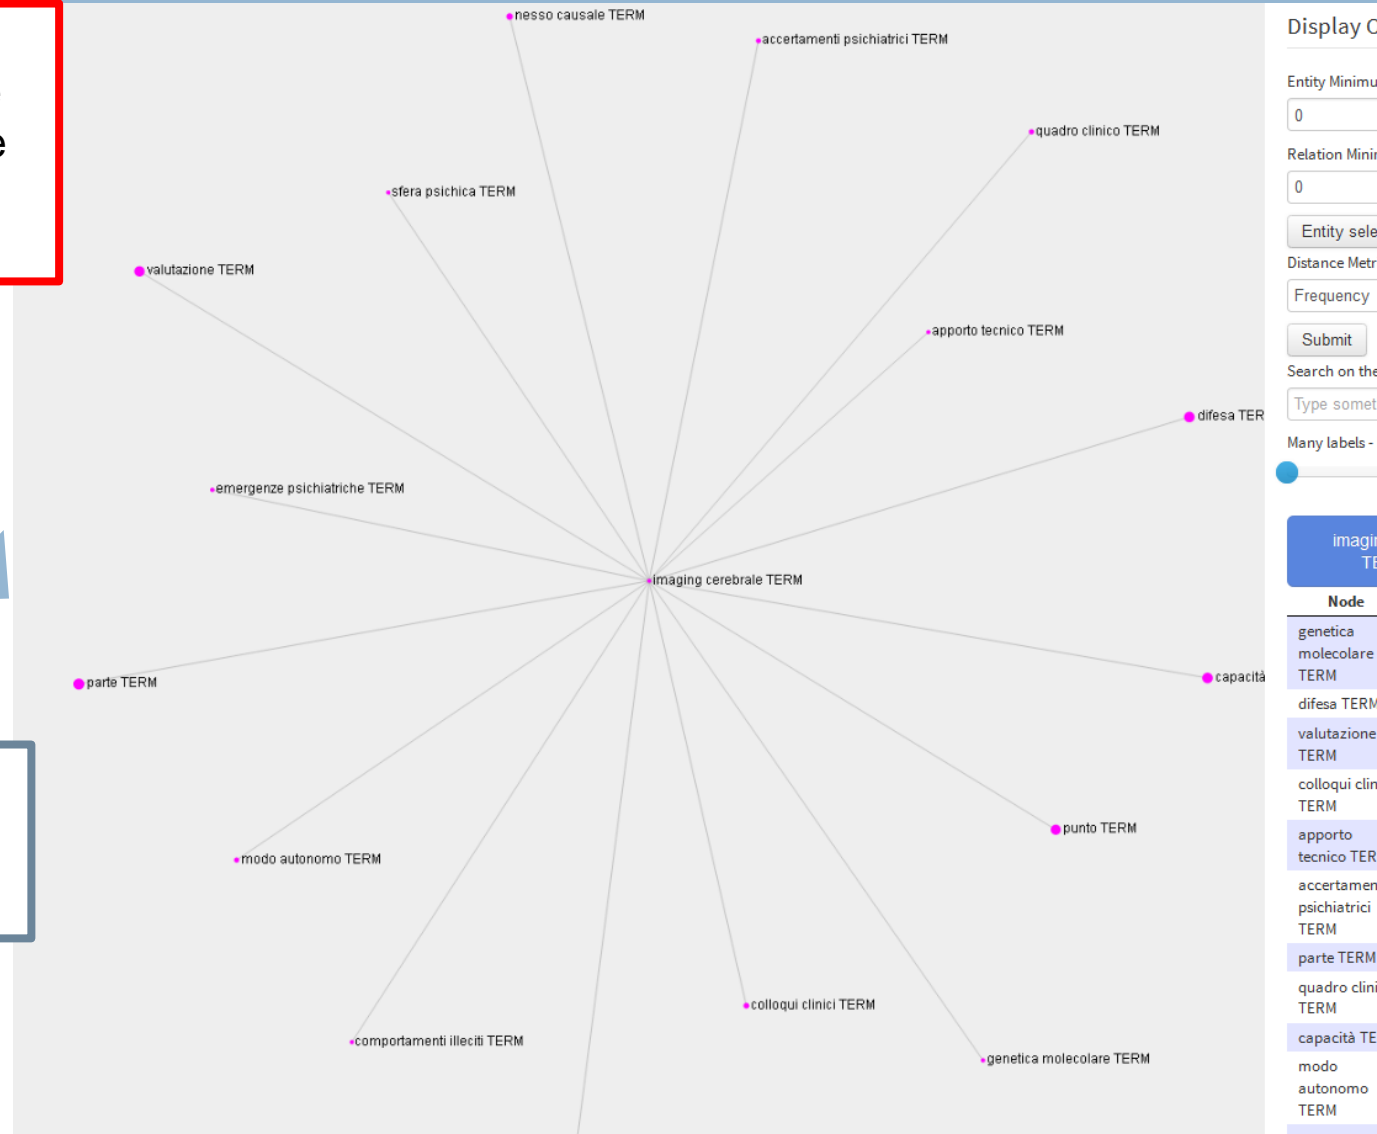 nesso causale TERM
accertamenti psichiatrici TERM
quadro clinico TERM
sfera psichica TERM
valutazione TERM
apporto tecnico TERM
difesa TER
emergenze psichiatriche TERM
imaging cerebrale TERM
parte TERM
capacità
punto TERM
modo autonomo TERM
colloqui clinici TERM
comportamenti illeciti TERM
genetica molecolare TERM
e
Display O
Entity Minimu
0
Relation Mini
0
Entity sele
Distance Metr
Frequency
Submit
Search on the
Type somet
Many labels -
imagi
TE
Node
genetica
molecolare
TERM
difesa TERM
valutazione
TERM
colloqui clin
TERM
apporto
tecnico TER
accertamen
psichiatrici
TERM
parte TERM
quadro clini
TERM
capacità TE
modo
autonomo
TERM